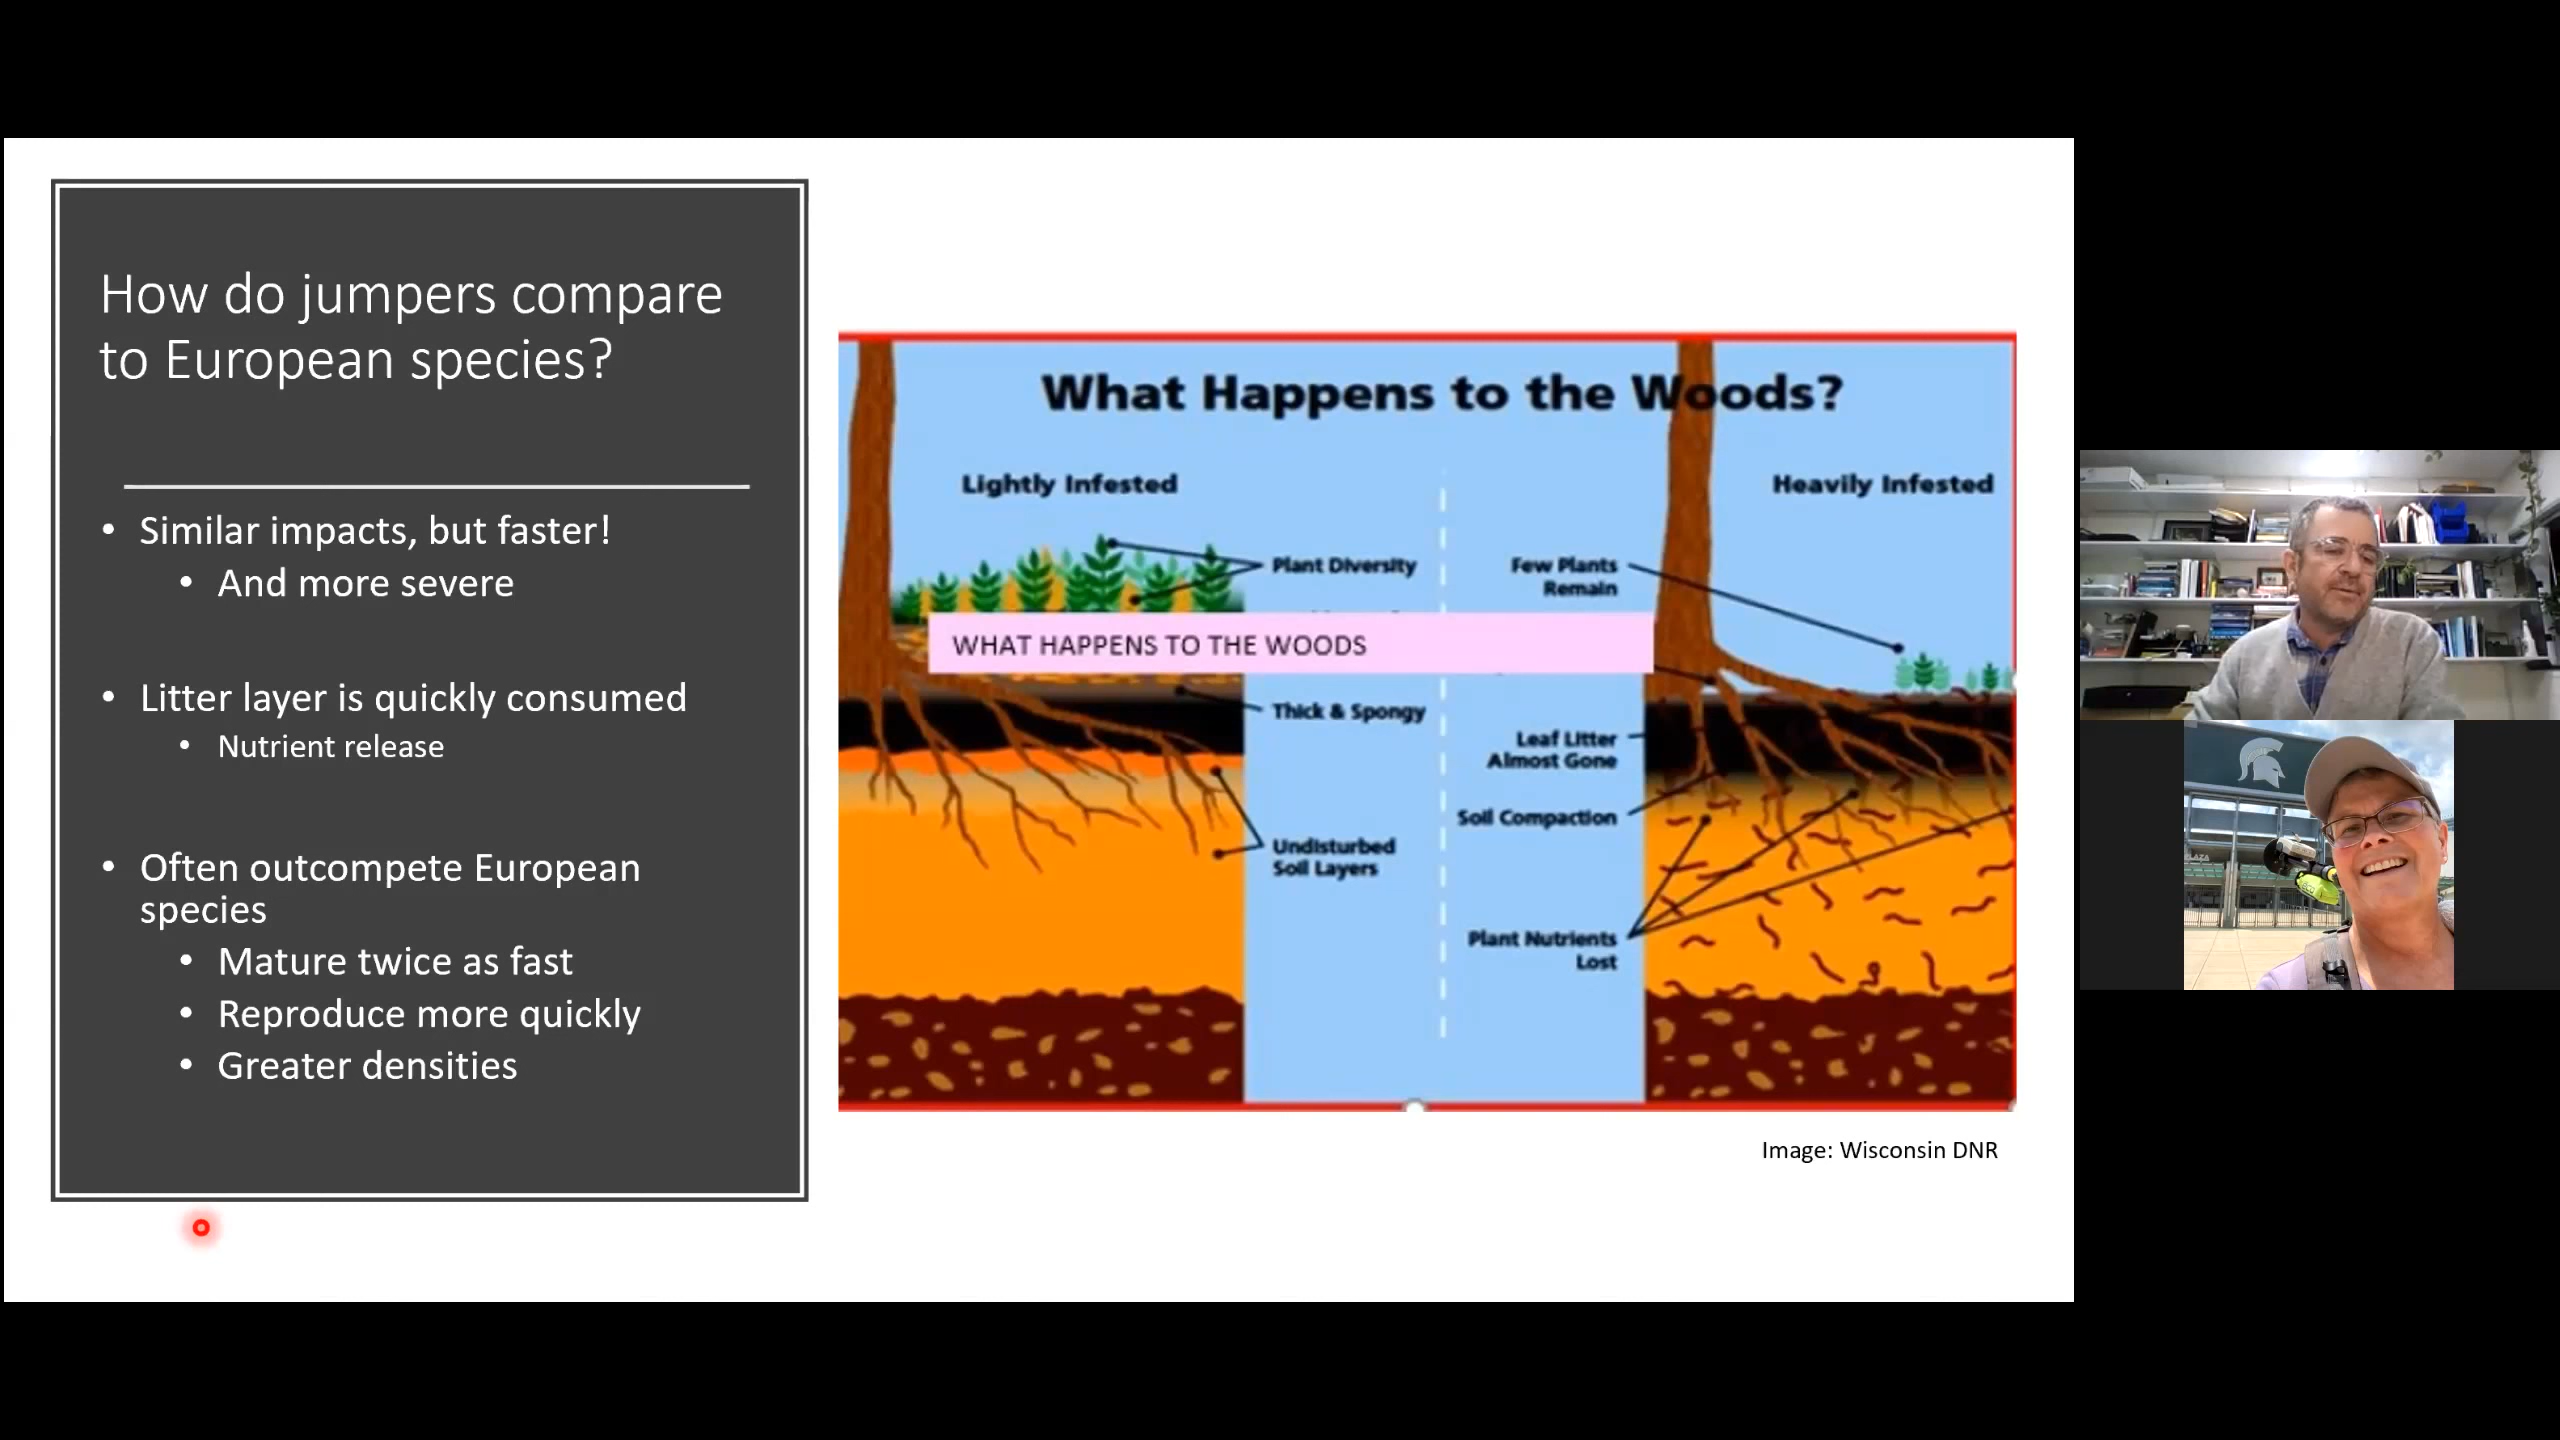 How do jumpers compare
to European species?
• Similar impacts, but faster!
• And more severe
• Litter layer is quickly consumed
• Nutrient release
• Often outcompete European
species
• Mature twice as fast
• Reproduce more quickly
• Greater densities
What Happens to the Woods?
Lightly Infested
Heavily Infested
Plant Diversity
Few Plants
Remain
WHAT HAPPENS TO THE WOODS
Thick & Spongy
Leaf Litter
Almost Gone
Soil Compaction
Undisturbed
Soil Layers
Plant Nutrients
Lost
Image: Wisconsin DNR